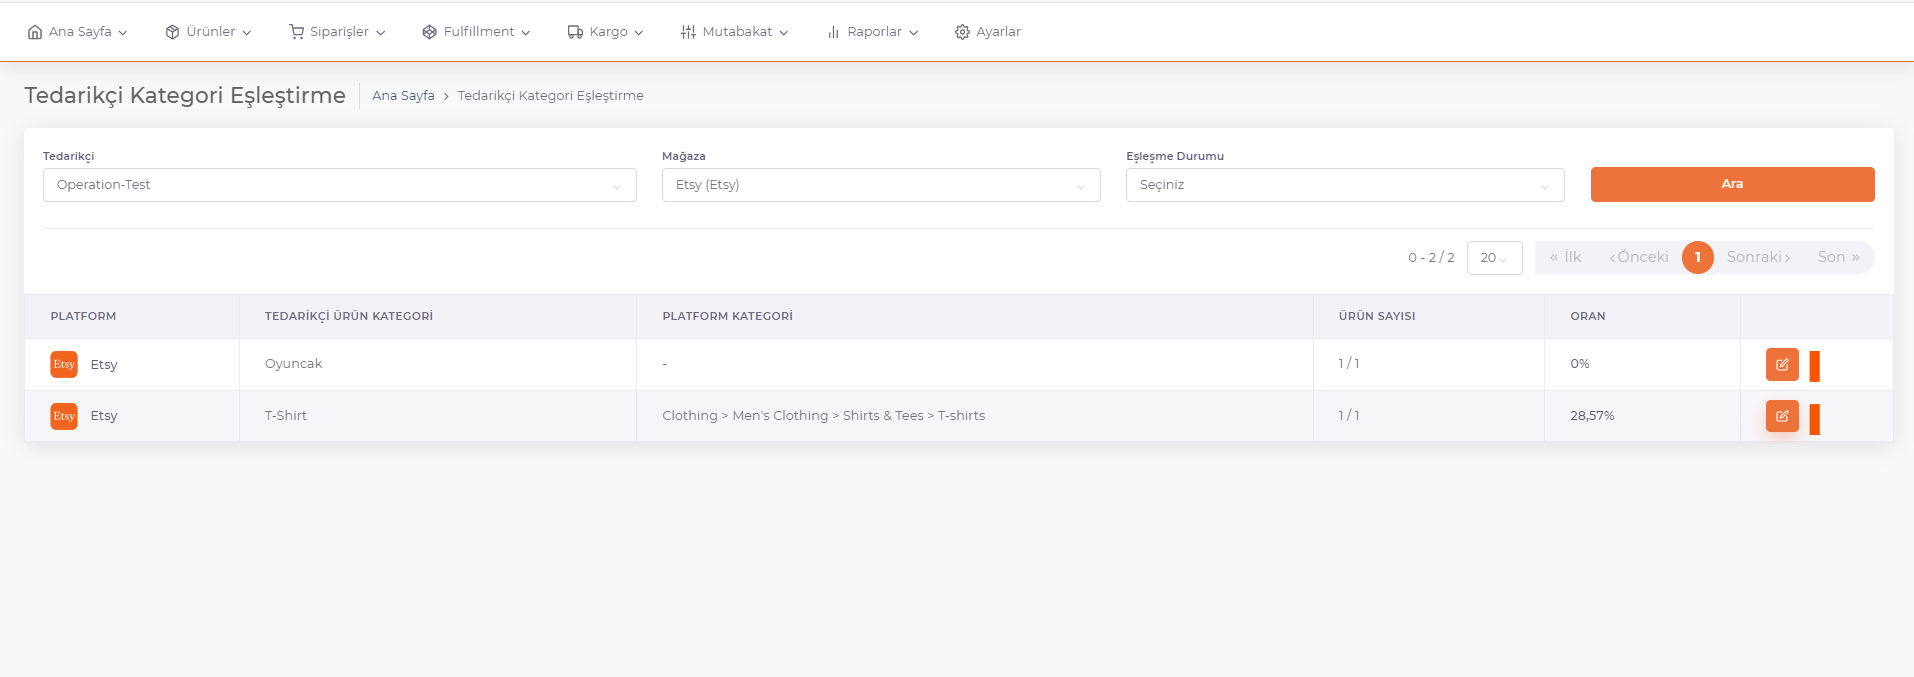 Ana Sayfa Ürünler Siparişler Fulfillment Kargo Mutabakat Raporlar Ayarlar
Tedarikçi Kategori Eşleştirme Ana Sayfa > Tedarikçi Kategori Eşleştirme
Tedarikçi Mağaza Eşleşme Durumu
Operation-Test Etsy (Etsy) Seçiniz Ara
0 - 2 / 2 20 « İlk ‹ Önceki 1 Sonraki › Son »
PLATFORM TEDARİKÇİ ÜRÜN KATEGORİ PLATFORM KATEGORİ ÜRÜN SAYISI ORAN
Etsy Etsy Oyuncak - 1 / 1 0%
Etsy Etsy T-Shirt Clothing > Men's Clothing > Shirts & Tees > T-shirts 1 / 1 28,57%